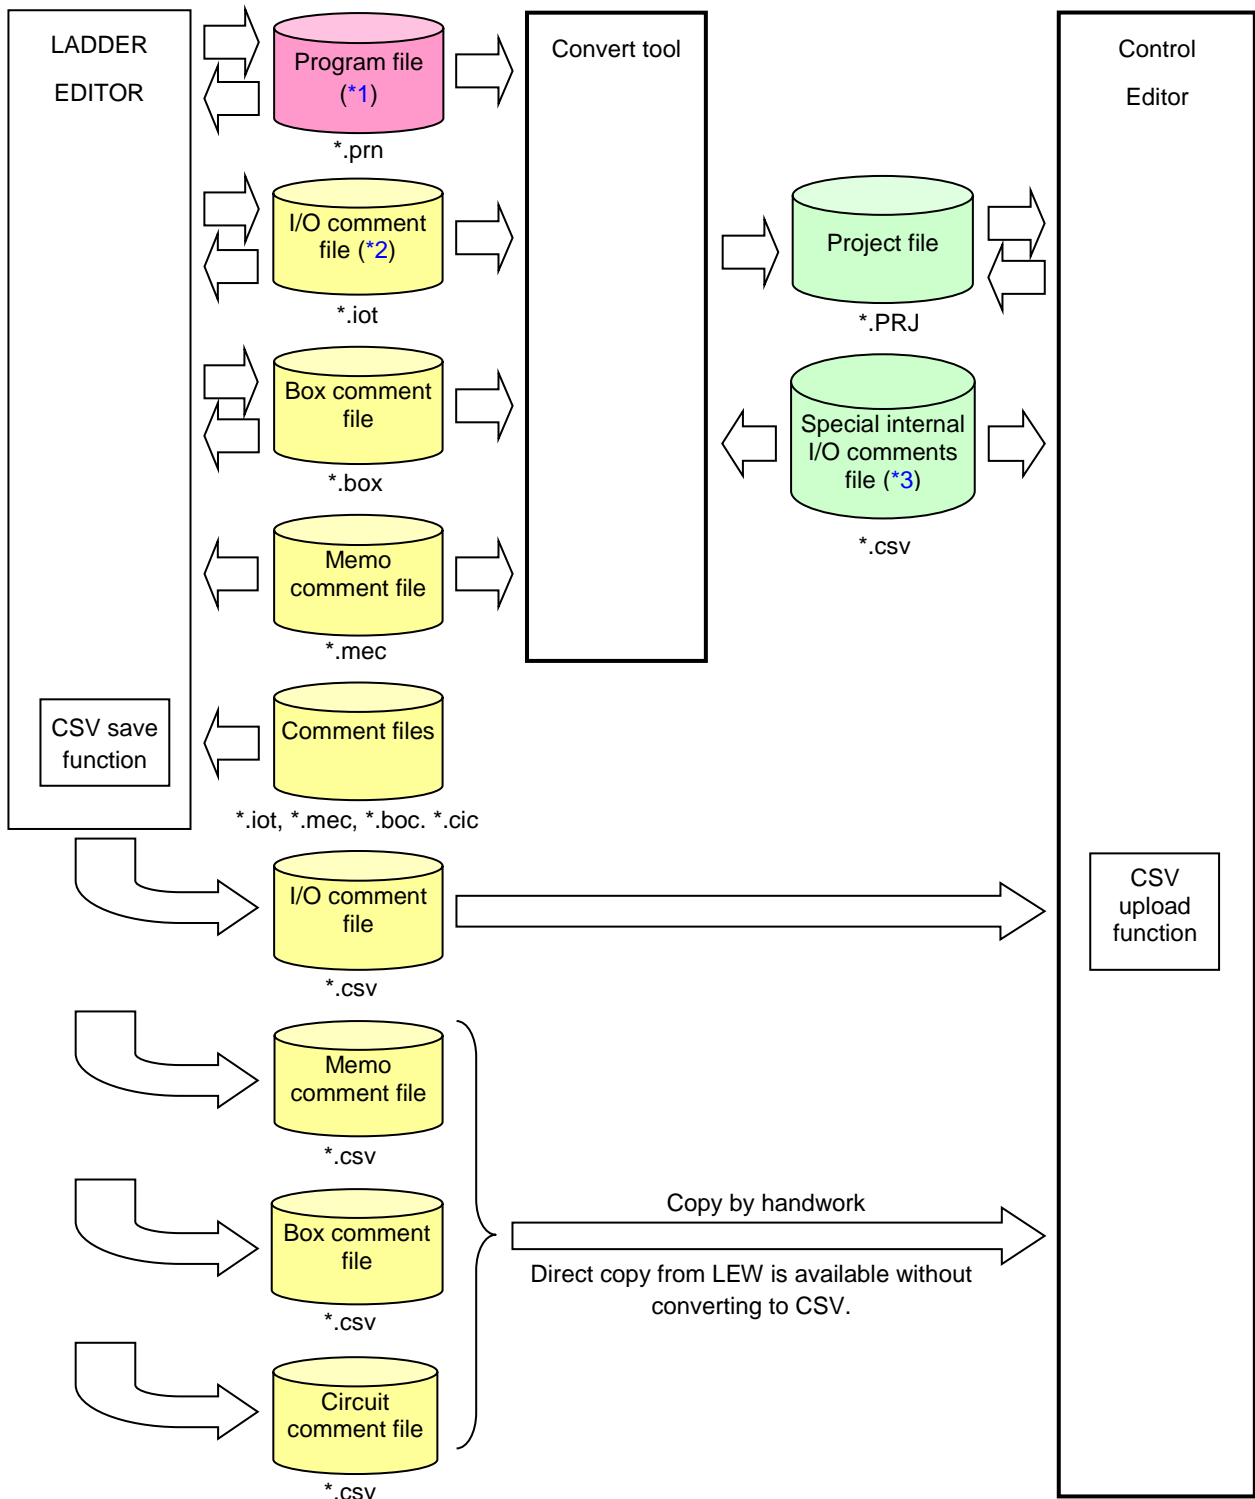 LADDER
EDITOR
Program file
(*1)
*.prn
Convert tool
Control
Editor
I/O comment
file (*2)
*.iot
Project file
*.PRJ
Box comment
file
*.box
Special internal
I/O comments
file (*3)
*.csv
Memo
comment file
*.mec
CSV save
function
Comment files
*.iot, *.mec, *.boc. *.cic
I/O comment
file
*.csv
CSV
upload
function
Memo
comment file
*.csv
Box comment
file
*.csv
Copy by handwork
Direct copy from LEW is available without
converting to CSV.
Circuit
comment file
*.csv